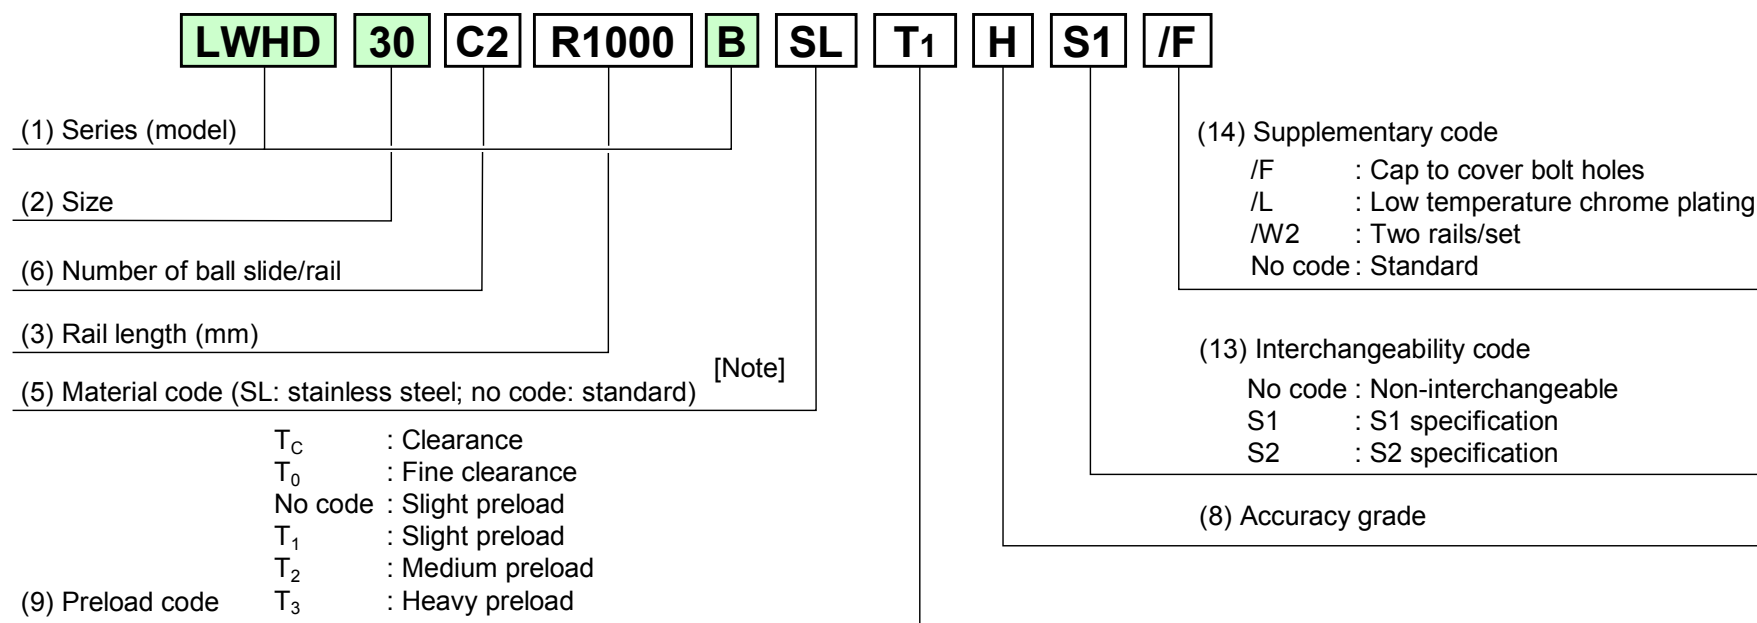 LWHD 30 C2 R1000 B SL T1 H S1 /F
(1) Series (model)
(2) Size
(6) Number of ball slide/rail
(3) Rail length (mm)
[Note]
(5) Material code (SL: stainless steel; no code: standard)
TC : Clearance
T0 : Fine clearance
No code : Slight preload
T1 : Slight preload
T2 : Medium preload
(9) Preload code T3 : Heavy preload
(14) Supplementary code
/F : Cap to cover bolt holes
/L : Low temperature chrome plating
/W2 : Two rails/set
No code : Standard
(13) Interchangeability code
No code : Non-interchangeable
S1 : S1 specification
S2 : S2 specification
(8) Accuracy grade